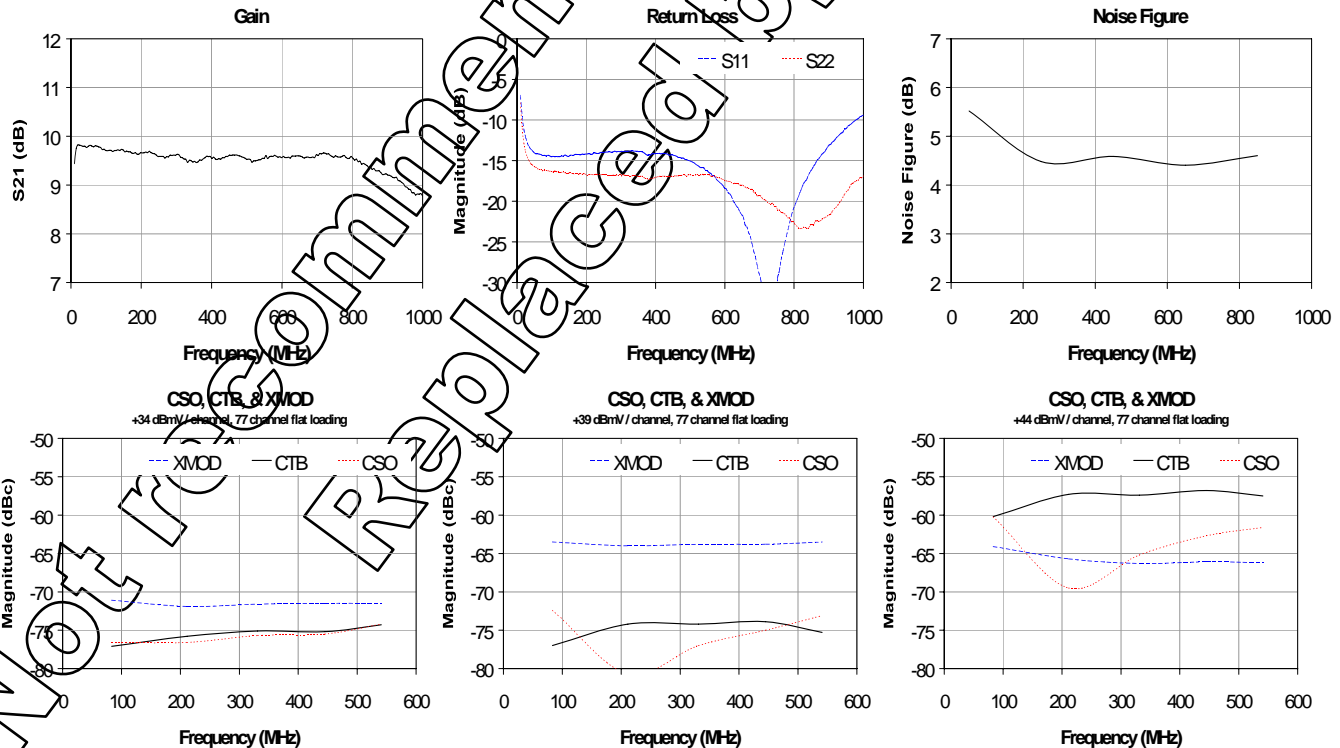 Gain
12
11
10
9
8
7
S21 (dB)
0 200 400 600 800 1000
Frequency (MHz)
Return Loss
S11 S22
0
-5
-10
-15
-20
-25
-30
Magnitude (dB)
0 200 400 600 800 1000
Frequency (MHz)
Noise Figure
7
6
5
4
3
2
Noise Figure (dB)
0 200 400 600 800 1000
Frequency (MHz)
CSO, CTB, & XMOD
+34 dBmV / channel, 77 channel flat loading
XMOD CTB CSO
-50
-55
-60
-65
-70
-75
-80
Magnitude (dBc)
0 100 200 300 400 500 600
Frequency (MHz)
CSO, CTB, & XMOD
+39 dBmV / channel, 77 channel flat loading
XMOD CTB CSO
-50
-55
-60
-65
-70
-75
-80
Magnitude (dBc)
0 100 200 300 400 500 600
Frequency (MHz)
CSO, CTB, & XMOD
+44 dBmV / channel, 77 channel flat loading
XMOD CTB CSO
-50
-55
-60
-65
-70
-75
-80
Magnitude (dBc)
0 100 200 300 400 500 600
Frequency (MHz)
Not recommen
Replaced b